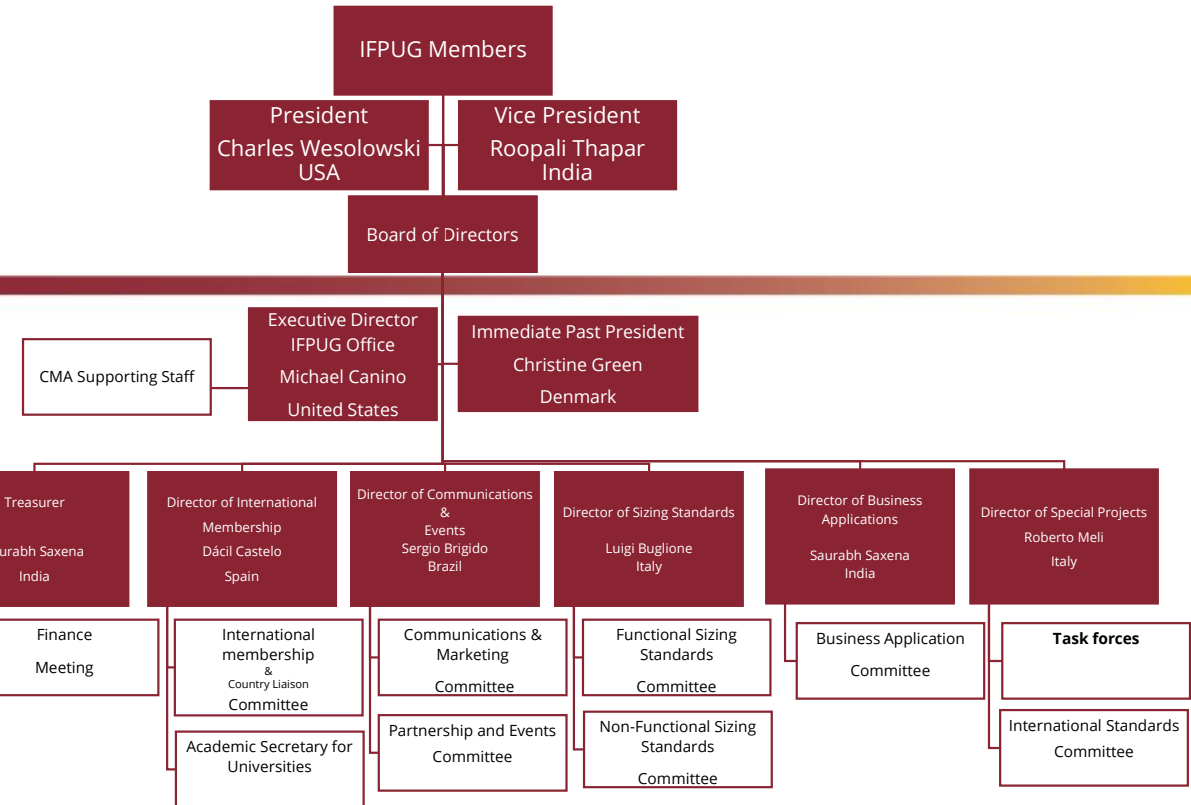 IFPUG Members
President
Charles Wesolowski
USA
Vice President
Roopali Thapar
India
Board of Directors
CMA Supporting Staff
Executive Director
IFPUG Office
Michael Canino
United States
Immediate Past President
Christine Green
Denmark
Treasurer
urabh Saxena
India
Director of International
Membership
Dácil Castelo
Spain
Director of Communications
&
Events
Sergio Brigido
Brazil
Director of Sizing Standards
Luigi Buglione
Italy
Director of Business
Applications
Saurabh Saxena
India
Director of Special Projects
Roberto Meli
Italy
Finance
Meeting
International
membership
&
Country Liaison
Committee
Academic Secretary for
Universities
Communications &
Marketing
Committee
Partnership and Events
Committee
Functional Sizing
Standards
Committee
Non-Functional Sizing
Standards
Committee
Business Application
Committee
Task forces
International Standards
Committee